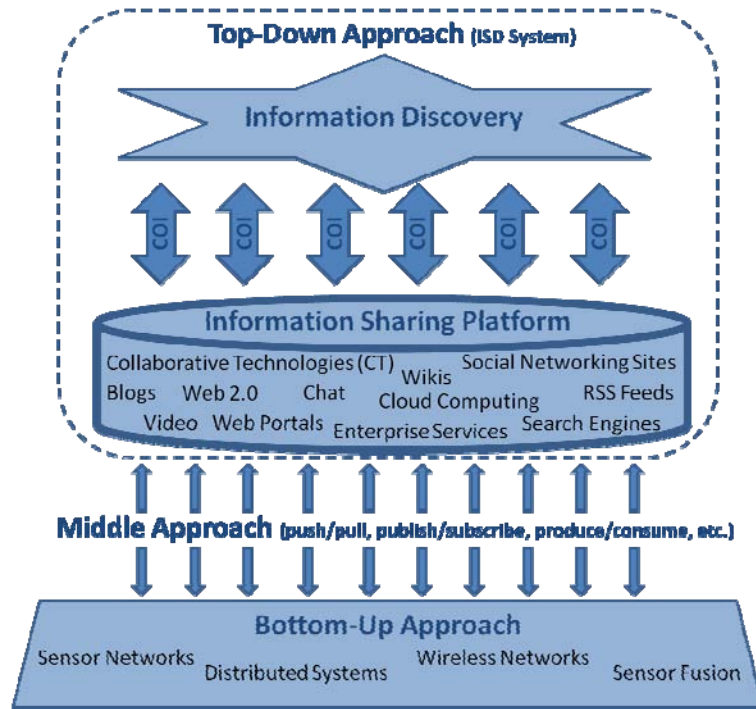 Top-Down Approach (ISD System)
Information Discovery
COI COI COI COI COI COI
Information Sharing Platform
Collaborative Technologies (CT) Wikis Social Networking Sites
Blogs Web 2.0 Chat Cloud Computing RSS Feeds
Video Web Portals Enterprise Services Search Engines
Middle Approach (push/pull, publish/subscribe, produce/consume, etc.)
Bottom-Up Approach
Sensor Networks Distributed Systems Wireless Networks Sensor Fusion